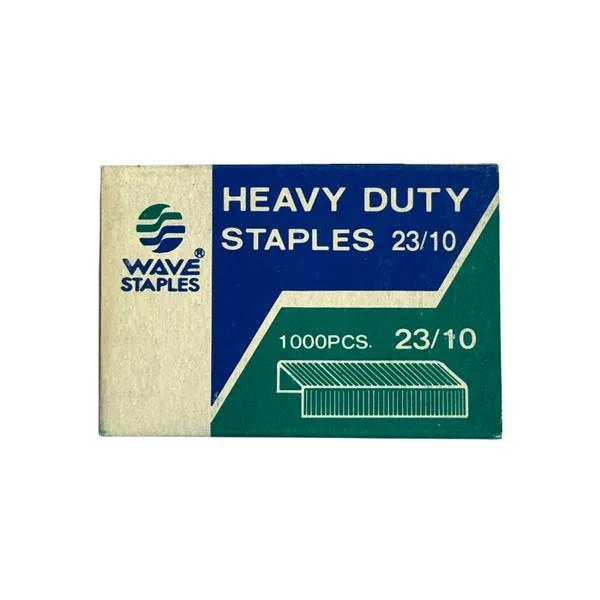 WAVE®
STAPLES
HEAVY DUTY
STAPLES 23/10
1000PCS. 23/10